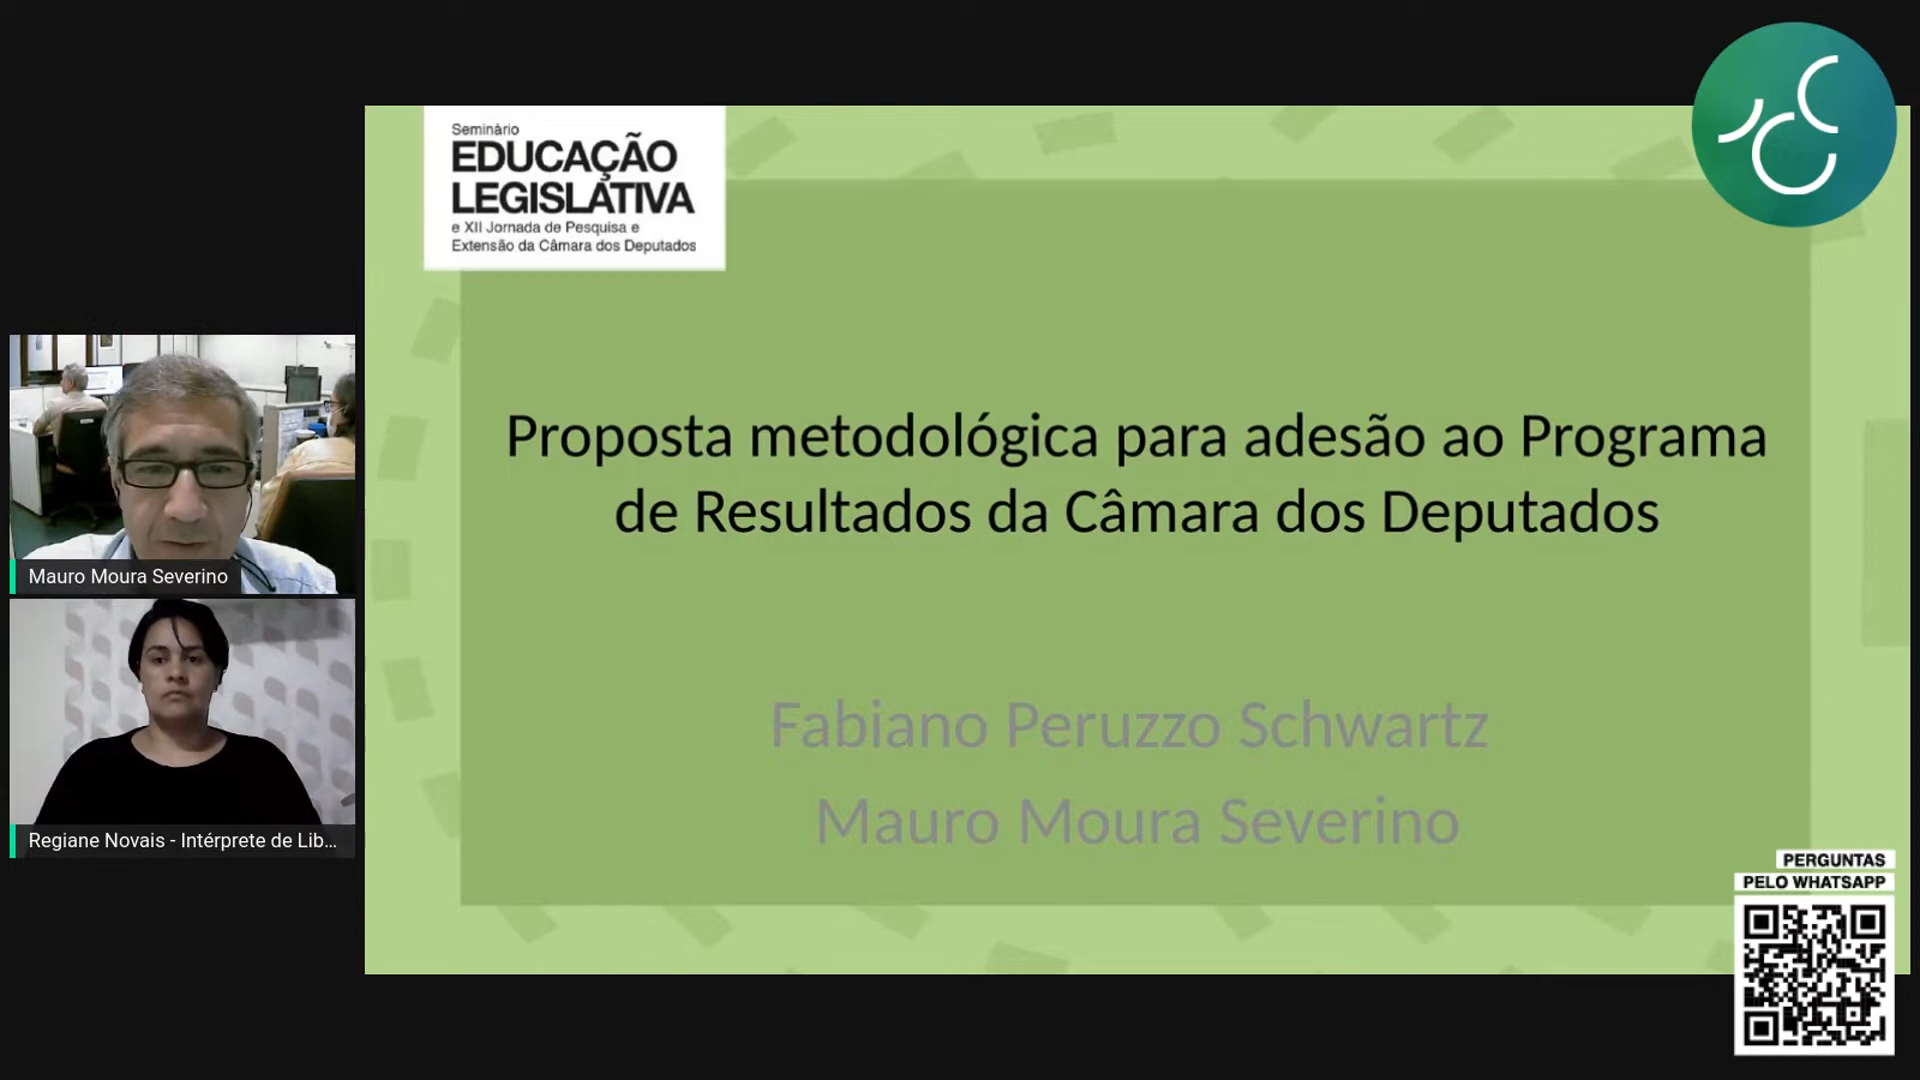 Seminário
EDUCAÇÃO
LEGISLATIVA
e XII Jornada de Pesquisa e
Extensão da Câmara dos Deputados
Proposta metodológica para adesão ao Programa
de Resultados da Câmara dos Deputados
Fabiano Peruzzo Schwartz
Mauro Moura Severino
Mauro Moura Severino
Regiane Novais - Intérprete de Lib...
PERGUNTAS
PELO WHATSAPP